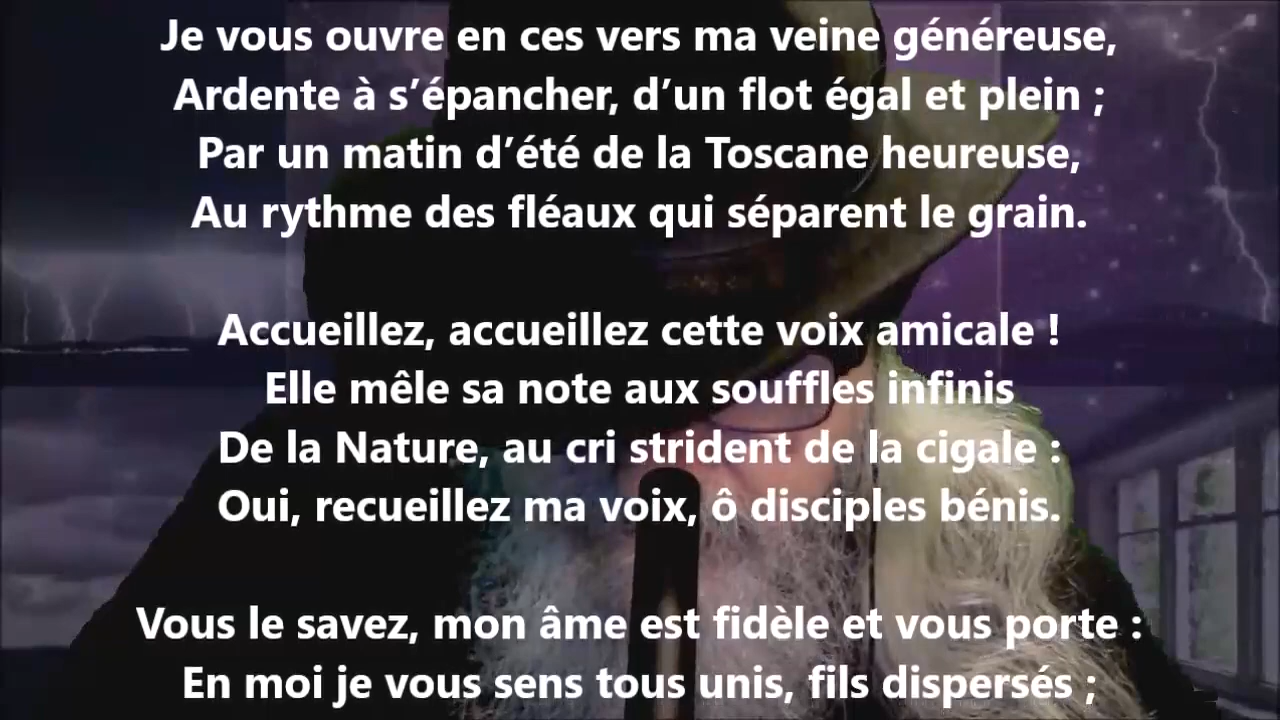 Je vous ouvre en ces vers ma veine généreuse,
Ardente à s’épancher, d’un flot égal et plein ;
Par un matin d’été de la Toscane heureuse,
Au rythme des fléaux qui séparent le grain.
Accueillez, accueillez cette voix amicale !
Elle mêle sa note aux souffles infinis
De la Nature, au cri strident de la cigale :
Oui, recueillez ma voix, ô disciples bénis.
Vous le savez, mon âme est fidèle et vous porte :
En moi je vous sens tous unis, fils dispersés ;